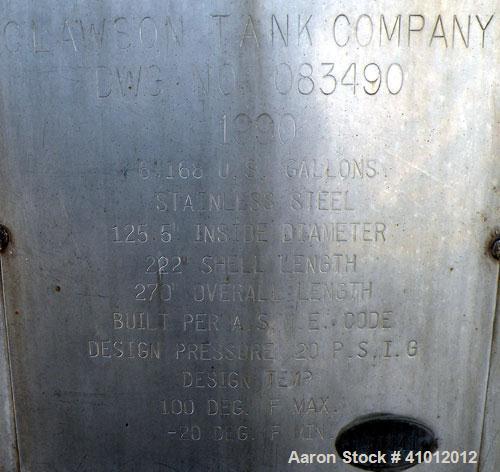 CLAWSON TANK COMPANY
DWG NO. 083490
1990
STAINLESS STEEL
125.5" INSIDE DIAMETER
222" SHELL LENGTH
270" OVERALL LENGTH
BUILT PER A.S.M.E. CODE
DESIGN PRESSURE 20 P.S.I.G
DESIGN TEMP
100 DEG. F MAX.
-20 DEG. F MIN
U.S. GALLONS.
Aaron Stock # 41012012